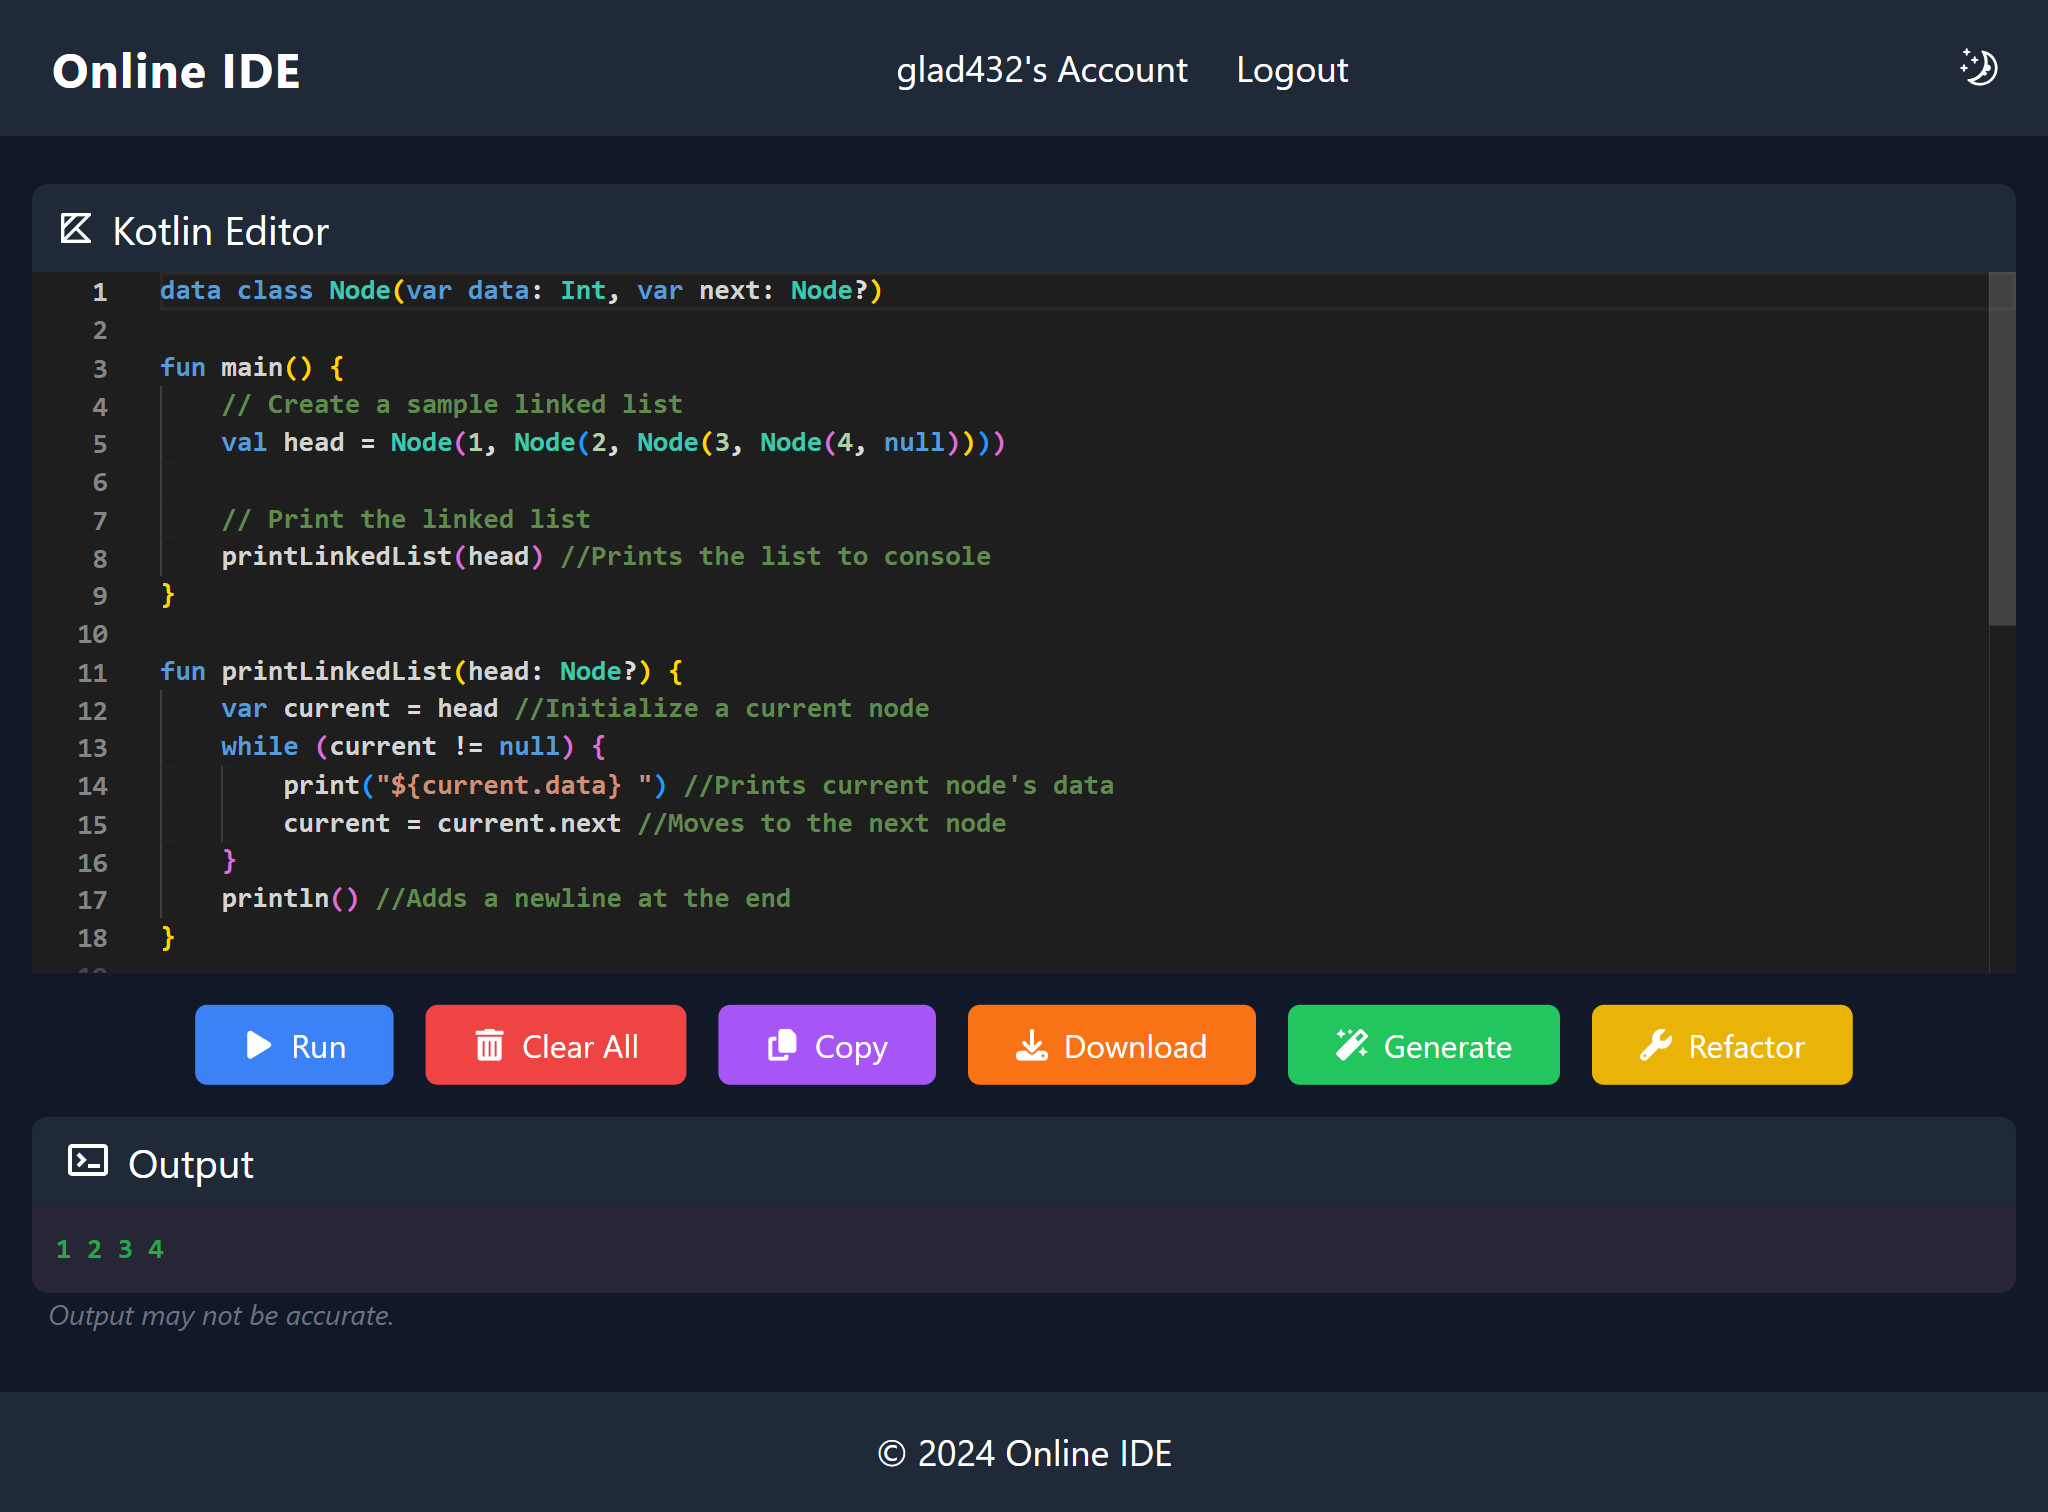 Online IDE
glad432's Account
Logout
Kotlin Editor
1 data class Node(var data: Int, var next: Node?)
2
3 fun main() {
4     // Create a sample linked list
5     val head = Node(1, Node(2, Node(3, Node(4, null))))
6
7     // Print the linked list
8     printLinkedList(head) //Prints the list to console
9 }
10
11 fun printLinkedList(head: Node?) {
12     var current = head //Initialize a current node
13     while (current != null) {
14         print("${current.data} ") //Prints current node's data
15         current = current.next //Moves to the next node
16     }
17     println() //Adds a newline at the end
18 }
Run
Clear All
Copy
Download
Generate
Refactor
Output
1 2 3 4
Output may not be accurate.
© 2024 Online IDE